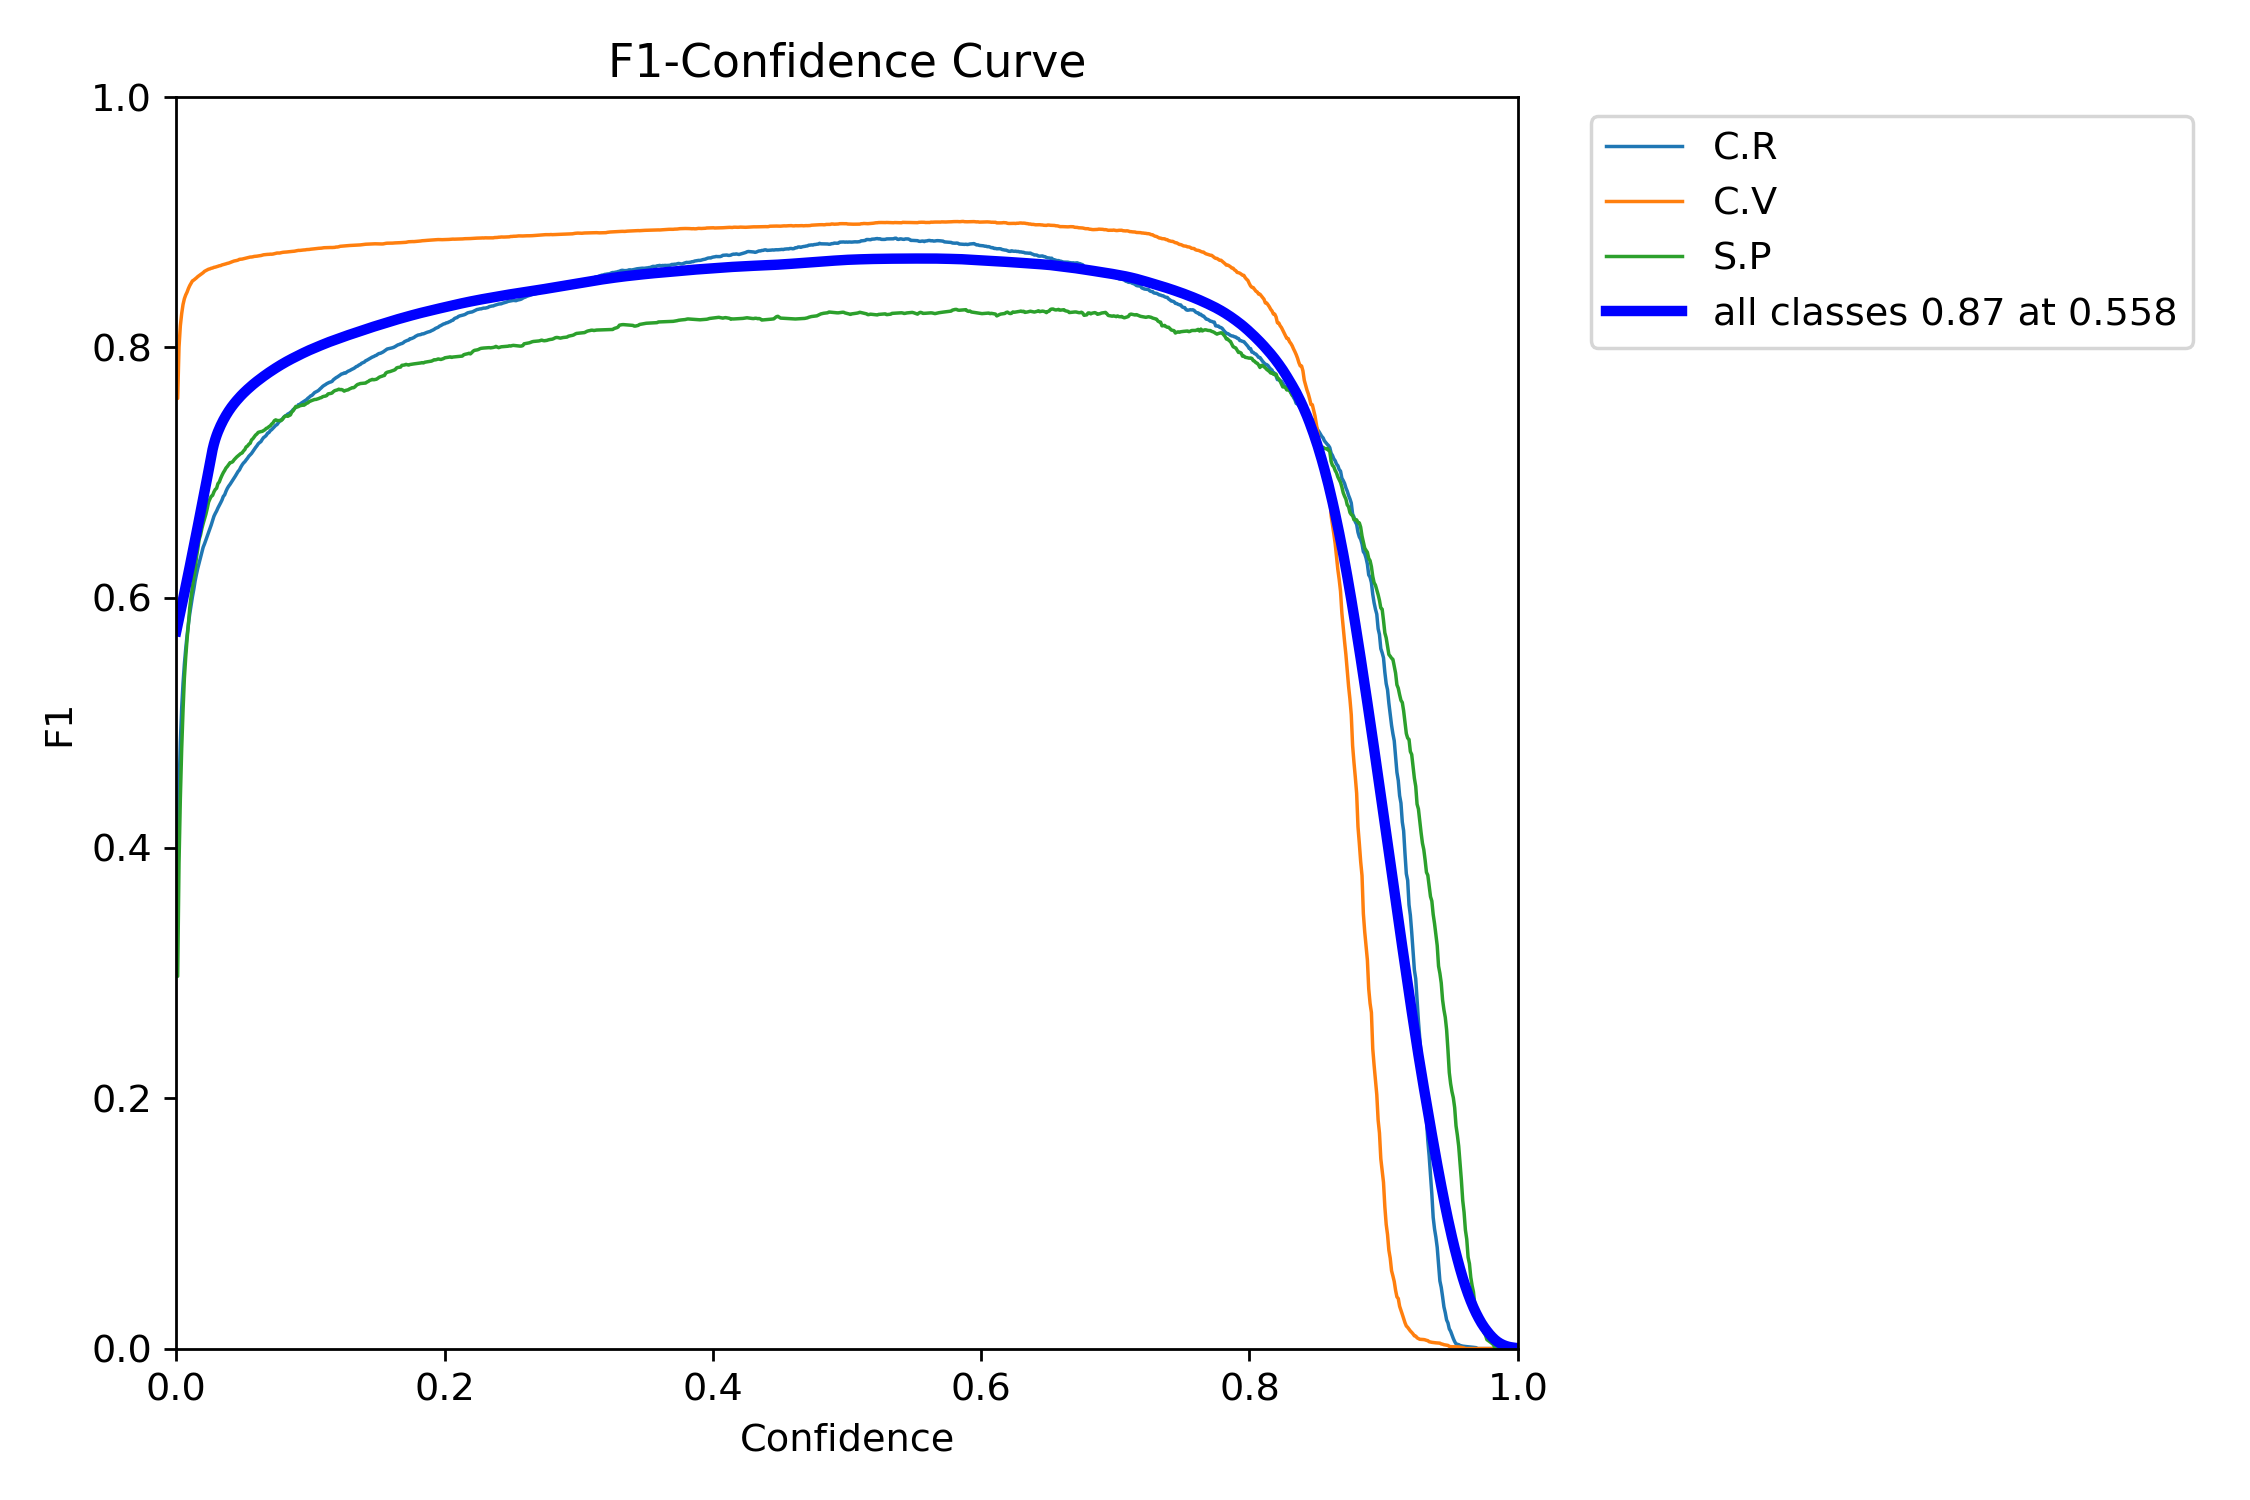 F1-Confidence Curve
1.0
0.8
0.6
0.4
0.2
0.0
F1
0.0 0.2 0.4 0.6 0.8 1.0
Confidence
C.R
C.V
S.P
all classes 0.87 at 0.558